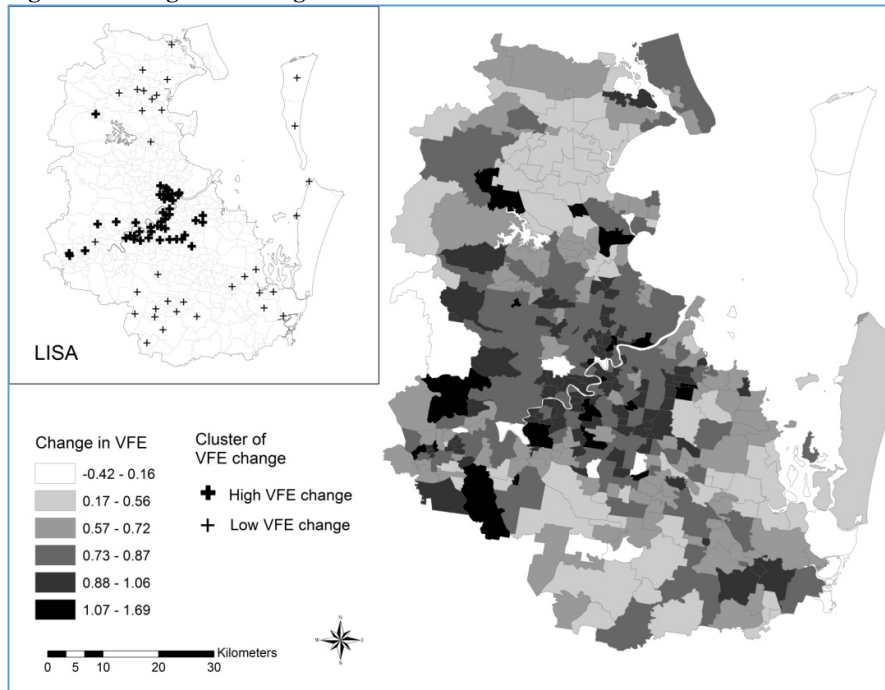 LISA
Change in VFE
-0.42 - 0.16
0.17 - 0.56
0.57 - 0.72
0.73 - 0.87
0.88 - 1.06
1.07 - 1.69
Cluster of
VFE change
High VFE change
Low VFE change
N
W E
S
Kilometers
0 5 10 20 30